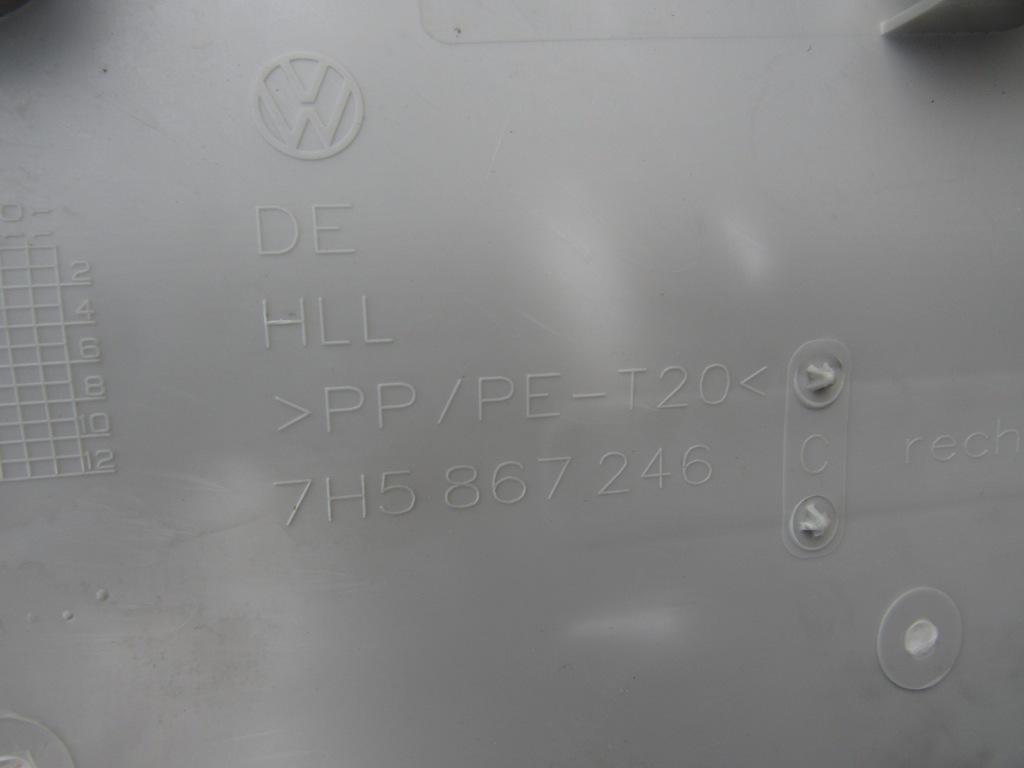 DE
HLL
>PP/PE-T20<
7H5 867 246
C
rech
2
4
6
8
10
12